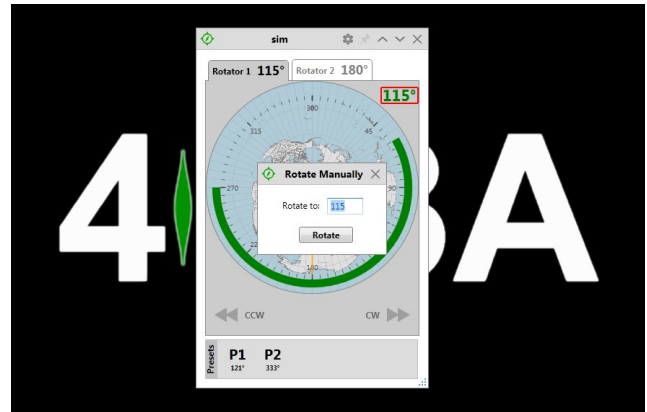 sim
Rotator 1 115° Rotator 2 180°
115°
360
315 45
Rotate Manually
270 90
Rotate to: 115
Rotate
180
CCW CW
Presets
P1 P2
121° 333°
4 A